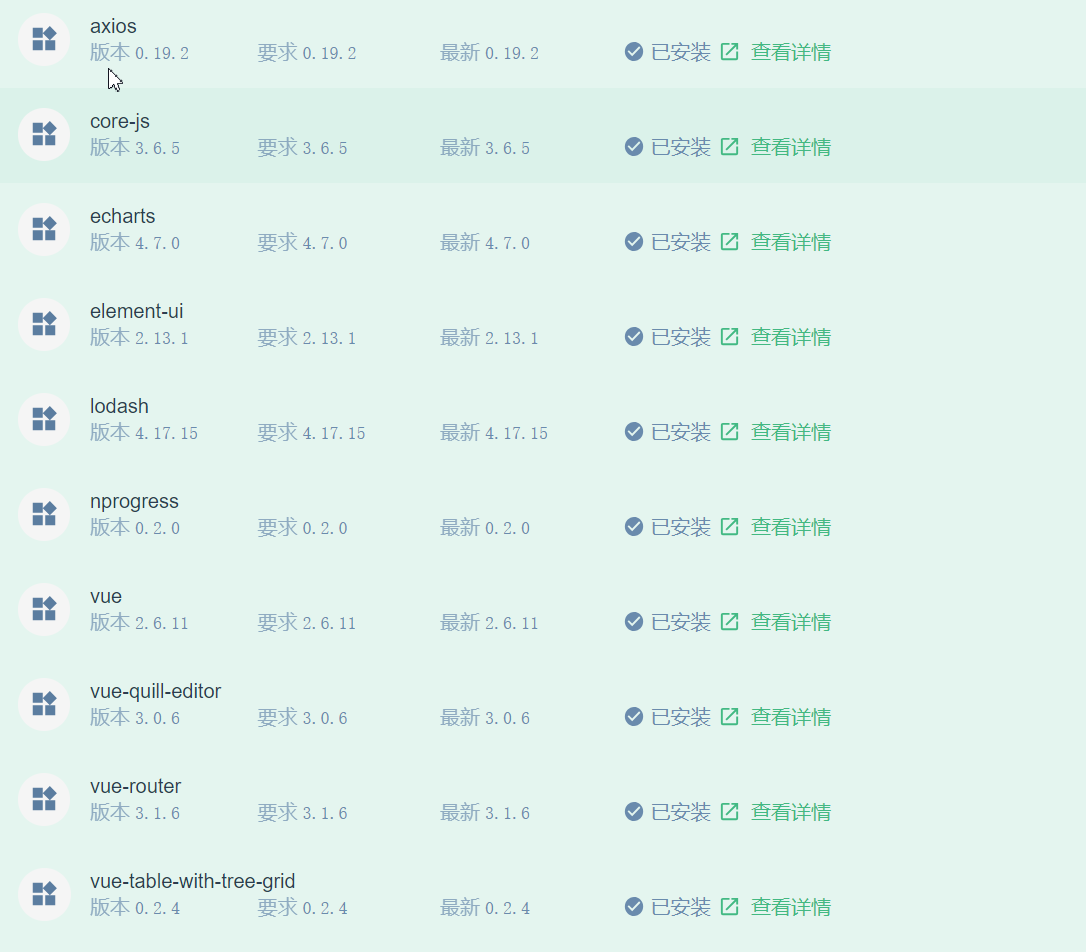 axios
版本 0.19.2 要求 0.19.2 最新 0.19.2 已安装 查看详情
core-js
版本 3.6.5 要求 3.6.5 最新 3.6.5 已安装 查看详情
echarts
版本 4.7.0 要求 4.7.0 最新 4.7.0 已安装 查看详情
element-ui
版本 2.13.1 要求 2.13.1 最新 2.13.1 已安装 查看详情
lodash
版本 4.17.15 要求 4.17.15 最新 4.17.15 已安装 查看详情
nprogress
版本 0.2.0 要求 0.2.0 最新 0.2.0 已安装 查看详情
vue
版本 2.6.11 要求 2.6.11 最新 2.6.11 已安装 查看详情
vue-quill-editor
版本 3.0.6 要求 3.0.6 最新 3.0.6 已安装 查看详情
vue-router
版本 3.1.6 要求 3.1.6 最新 3.1.6 已安装 查看详情
vue-table-with-tree-grid
版本 0.2.4 要求 0.2.4 最新 0.2.4 已安装 查看详情